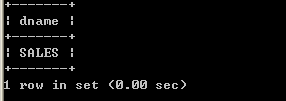 +-------+
| dname |
+-------+
| SALES |
+-------+
1 row in set (0.00 sec)